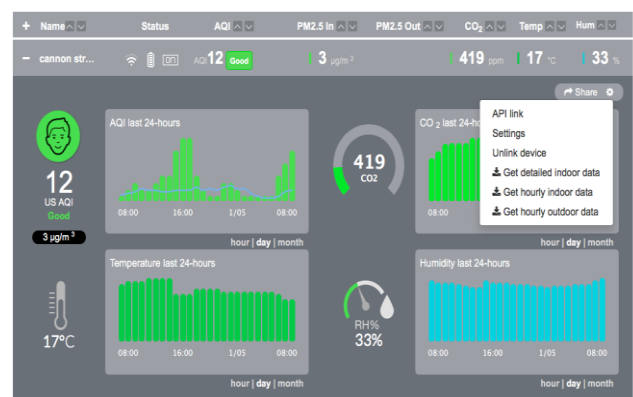 + Name Status AQI PM2.5 In PM2.5 Out CO2 Temp Hum
− cannon str... on AQI 12 Good 3 µg/m³ 419 ppm 17 °C 33 %
Share
API link
Settings
Unlink device
Get detailed indoor data
Get hourly indoor data
Get hourly outdoor data
12
US AQI
Good
3 µg/m³
AQI last 24-hours
08:00 16:00 1/05 08:00
hour | day | month
419
CO2
CO2 last 24-ho
08:00
hour | day | month
17°C
Temperature last 24-hours
08:00 16:00 1/05 08:00
hour | day | month
RH%
33%
Humidity last 24-hours
08:00 16:00 1/05 08:00
hour | day | month